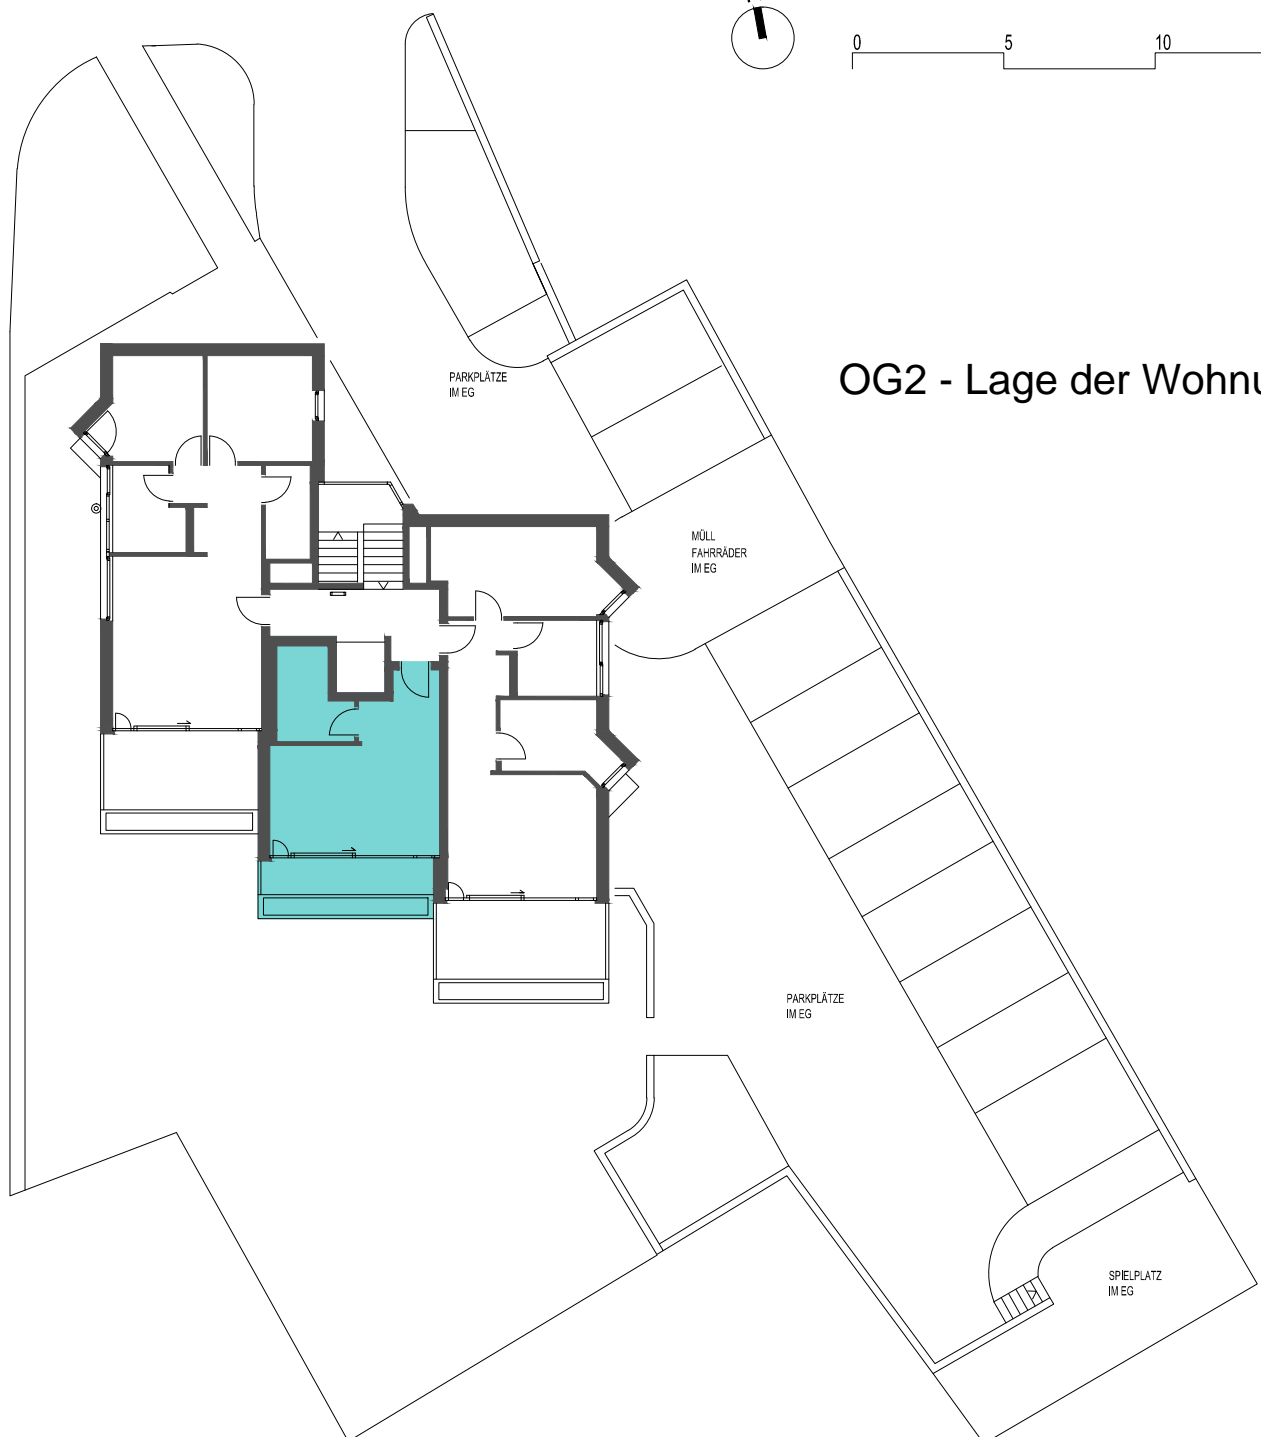 0 5 10
OG2 - Lage der Wohnu
PARKPLÄTZE
IM EG
MÜLL
FAHRRÄDER
IM EG
PARKPLÄTZE
IM EG
SPIELPLATZ
IM EG